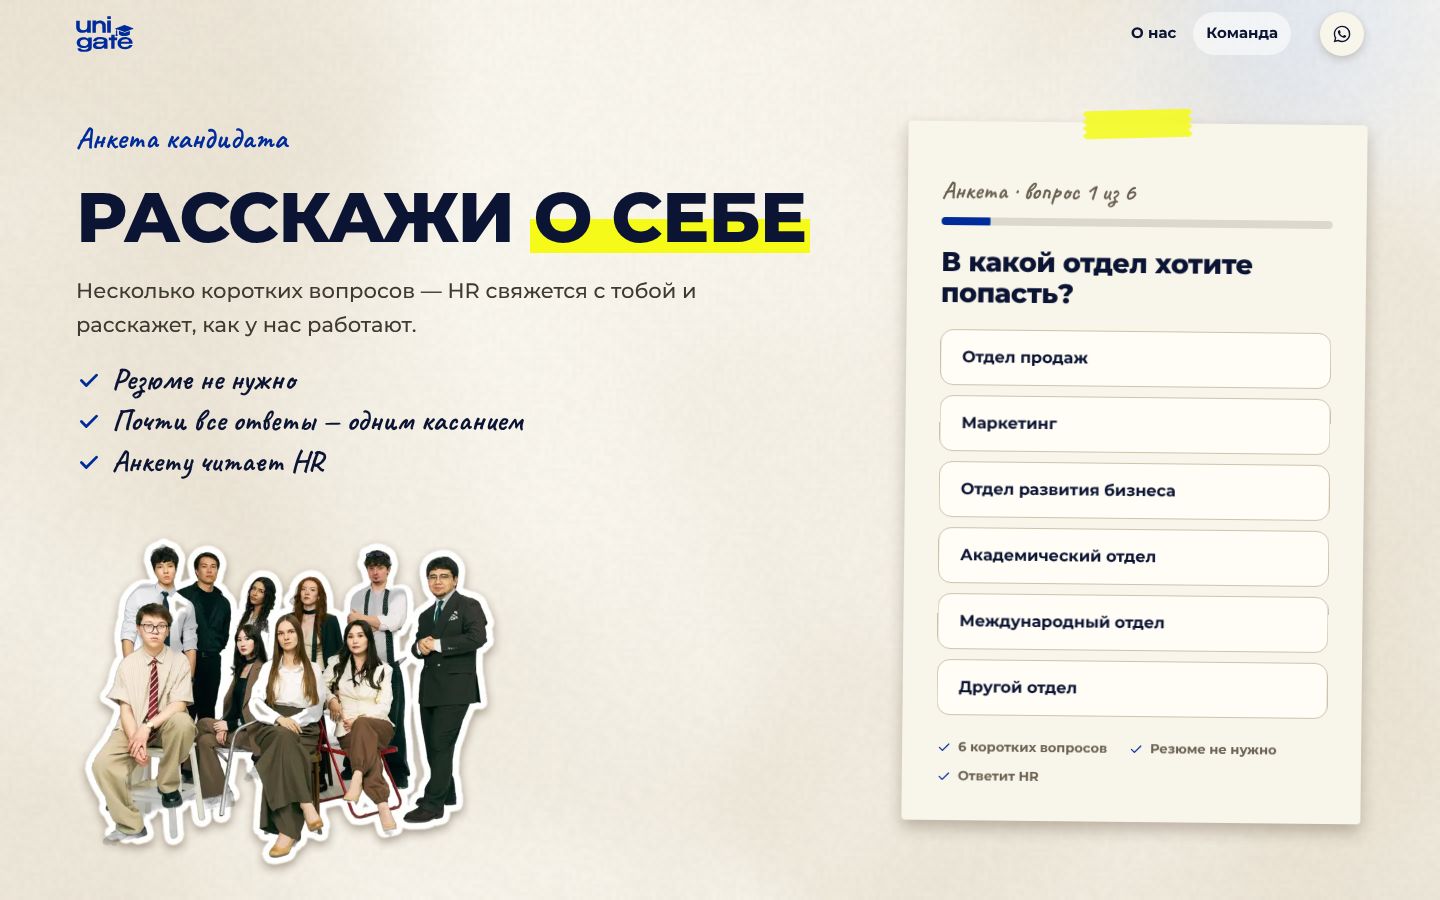 uni
gate
О нас
Команда
Анкета кандидата
РАССКАЖИ О СЕБЕ
Несколько коротких вопросов — HR свяжется с тобой и
расскажет, как у нас работают.
Резюме не нужно
Почти все ответы — одним касанием
Анкету читает HR
Анкета · вопрос 1 из 6
В какой отдел хотите
попасть?
Отдел продаж
Маркетинг
Отдел развития бизнеса
Академический отдел
Международный отдел
Другой отдел
6 коротких вопросов
Резюме не нужно
Ответит HR